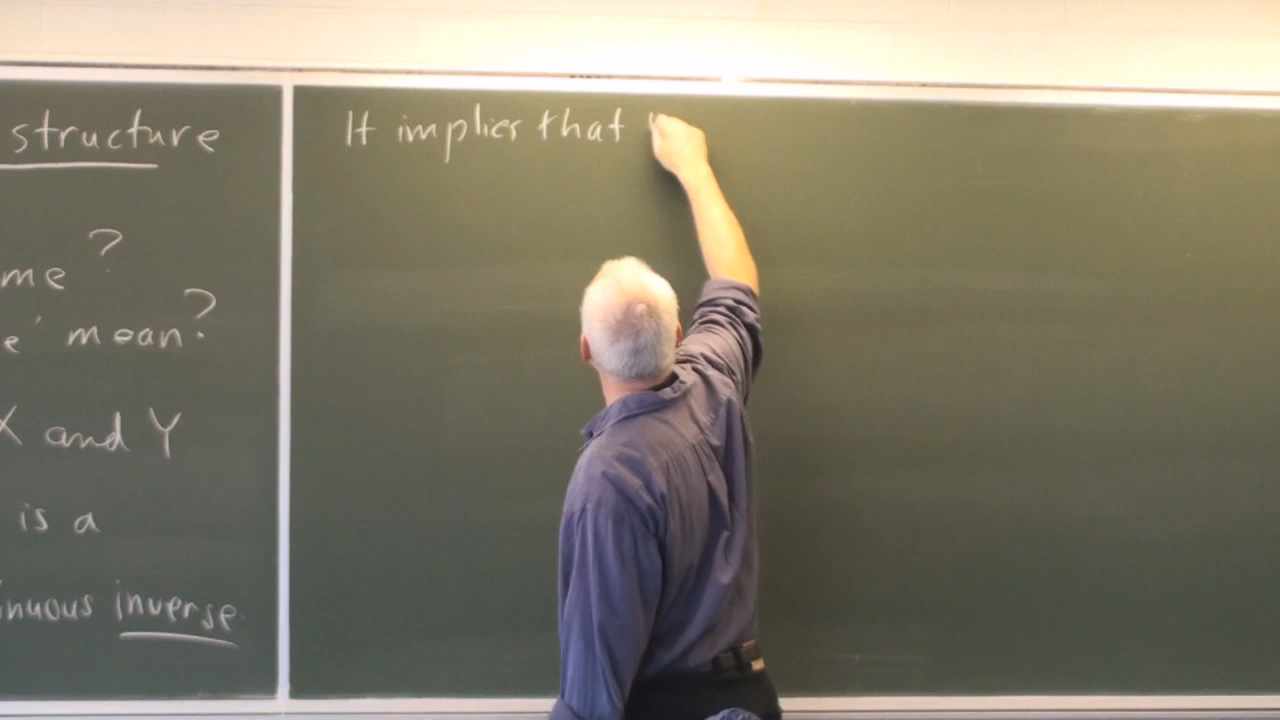 structure
me ?
e' mean?
X and Y
is a
inuous inverse
It implies that